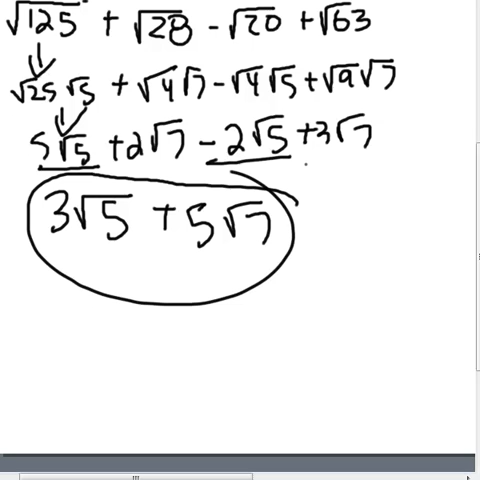 √125 + √28 - √20 + √63
√25 √5 + √4 √7 - √4 √5 + √9 √7
5√5 + 2√7 - 2√5 + 3√7
3√5 + 5√7